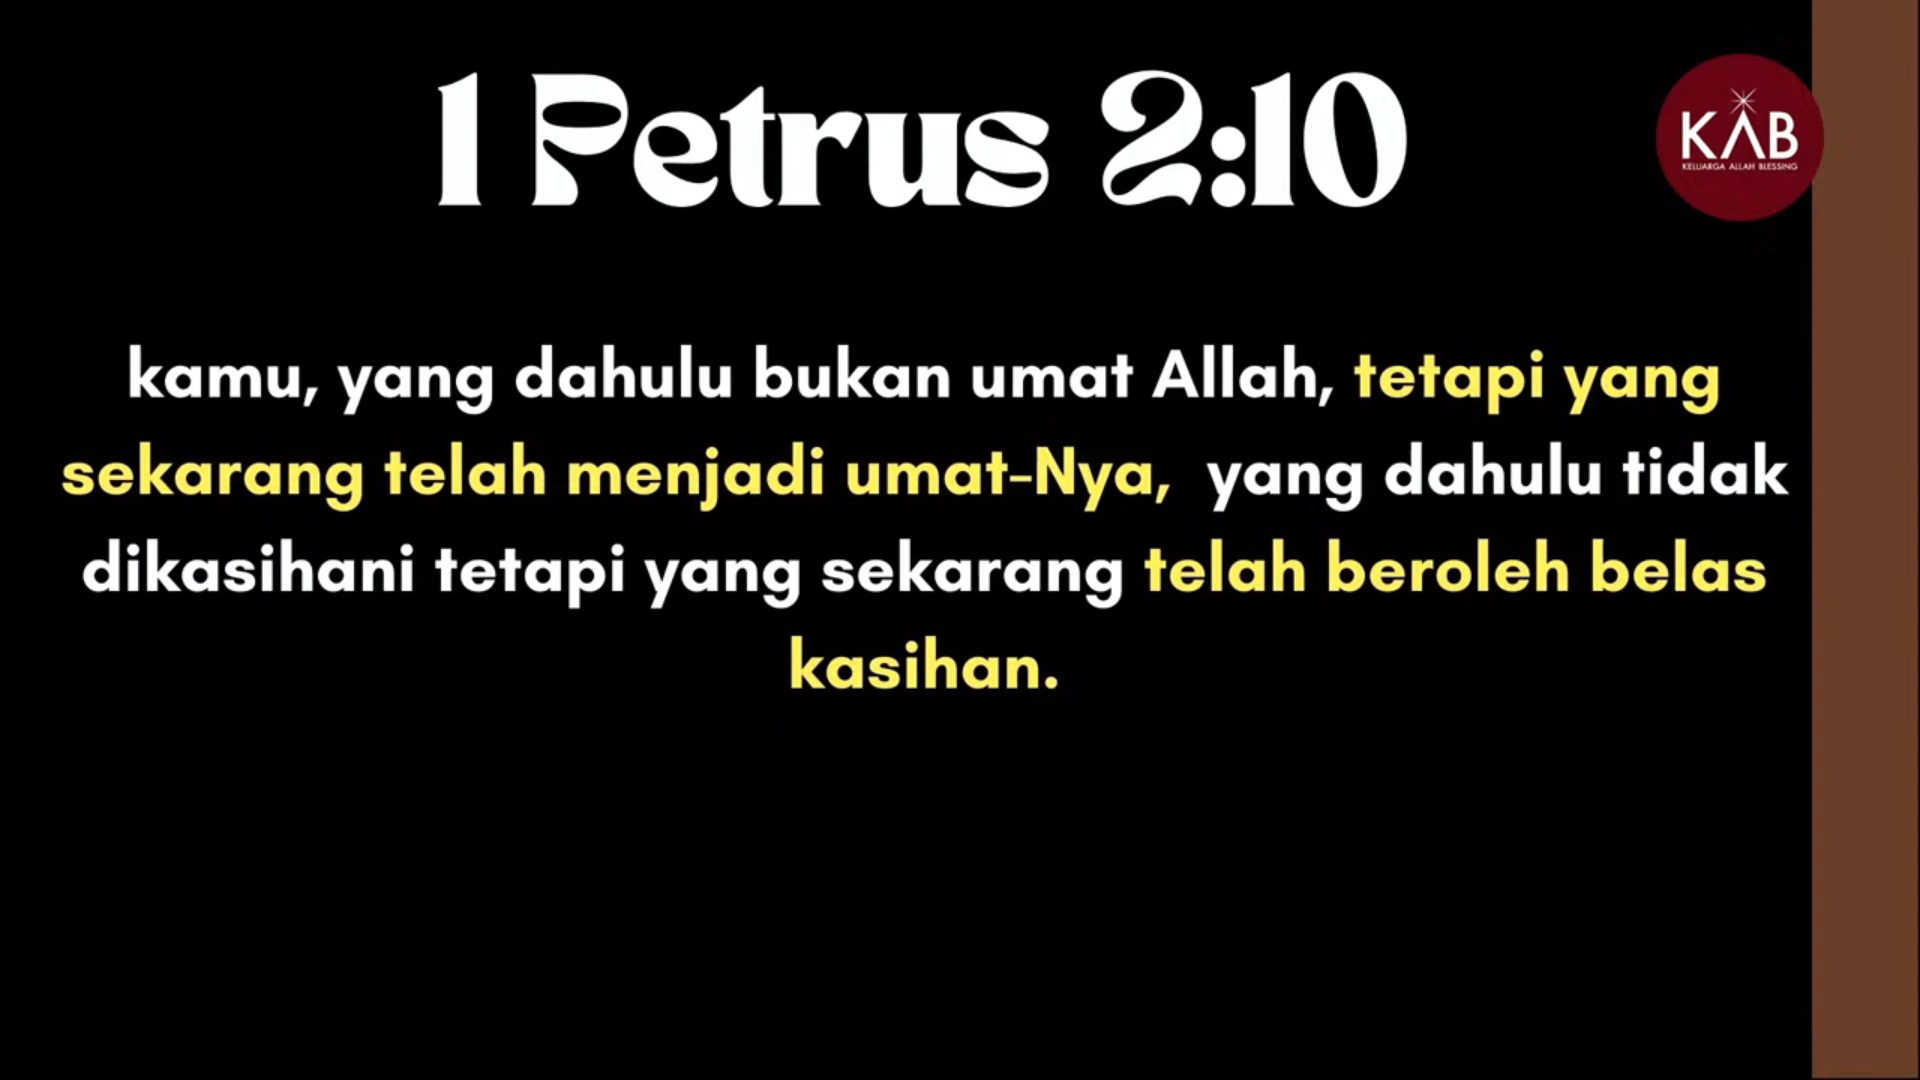 1 Petrus 2:10
KAB
KELUARGA ALLAH BLESSING
kamu, yang dahulu bukan umat Allah, tetapi yang
sekarang telah menjadi umat-Nya, yang dahulu tidak
dikasihani tetapi yang sekarang telah beroleh belas
kasihan.